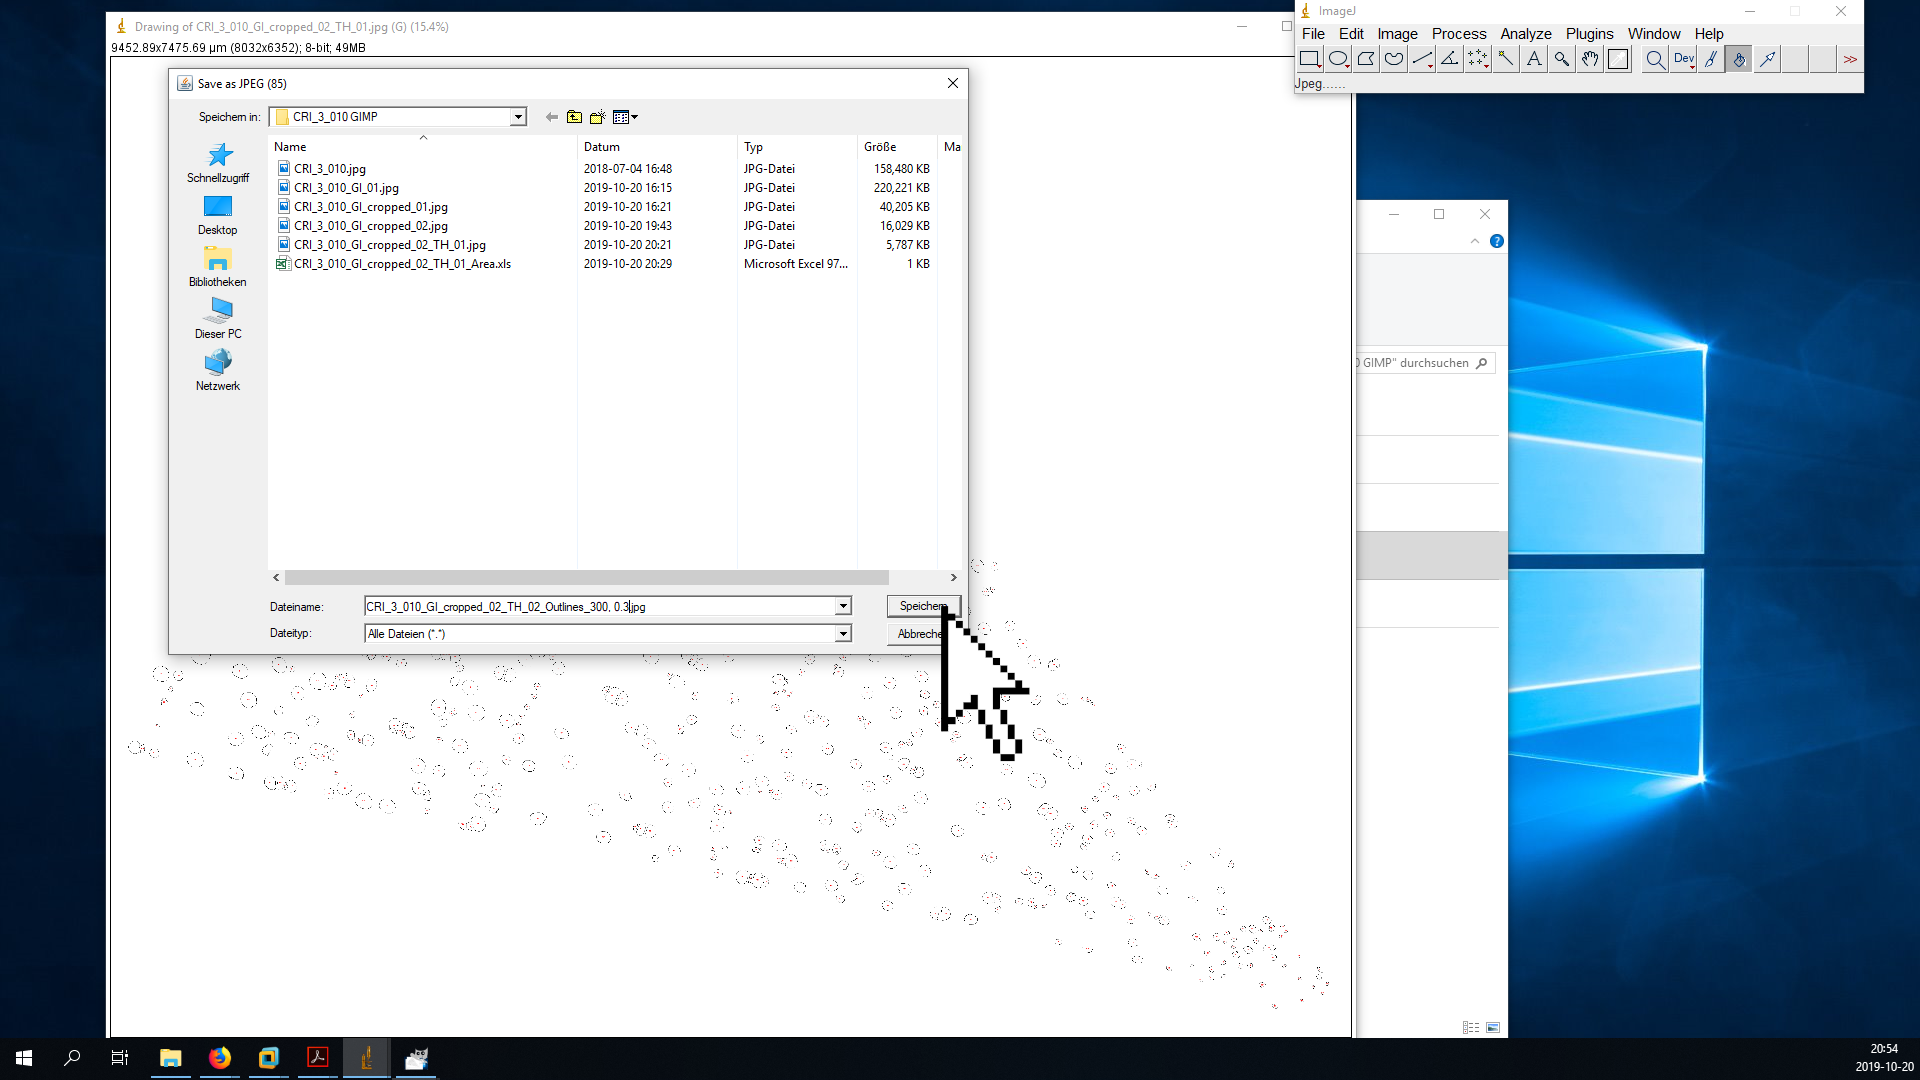 Drawing of CRI_3_010_GI_cropped_02_TH_01.jpg (G) (15.4%)
9452.89x7475.69 µm (8032x6352); 8-bit; 49MB
ImageJ
File Edit Image Process Analyze Plugins Window Help
Dev
Jpeg......
Save as JPEG (85)
Speichern in: CRI_3_010 GIMP
Name Datum Typ Größe Ma
CRI_3_010.jpg 2018-07-04 16:48 JPG-Datei 158,480 KB
CRI_3_010_GI_01.jpg 2019-10-20 16:15 JPG-Datei 220,221 KB
CRI_3_010_GI_cropped_01.jpg 2019-10-20 16:21 JPG-Datei 40,205 KB
CRI_3_010_GI_cropped_02.jpg 2019-10-20 19:43 JPG-Datei 16,029 KB
CRI_3_010_GI_cropped_02_TH_01.jpg 2019-10-20 20:21 JPG-Datei 5,787 KB
CRI_3_010_GI_cropped_02_TH_01_Area.xls 2019-10-20 20:29 Microsoft Excel 97... 1 KB
Schnellzugriff
Desktop
Bibliotheken
Dieser PC
Netzwerk
Dateiname: CRI_3_010_GI_cropped_02_TH_02_Outlines_300, 0.3.jpg
Speichern
Dateityp: Alle Dateien (*.*)
Abbreche
0 GIMP" durchsuchen
20:54
2019-10-20